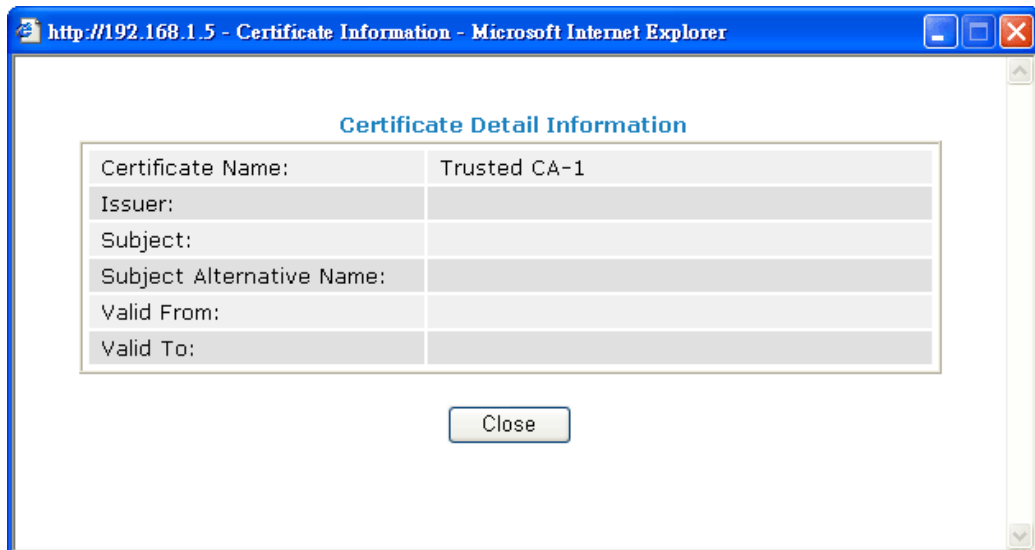 http://192.168.1.5 - Certificate Information - Microsoft Internet Explorer
Certificate Detail Information
Certificate Name: Trusted CA-1
Issuer:
Subject:
Subject Alternative Name:
Valid From:
Valid To:
Close